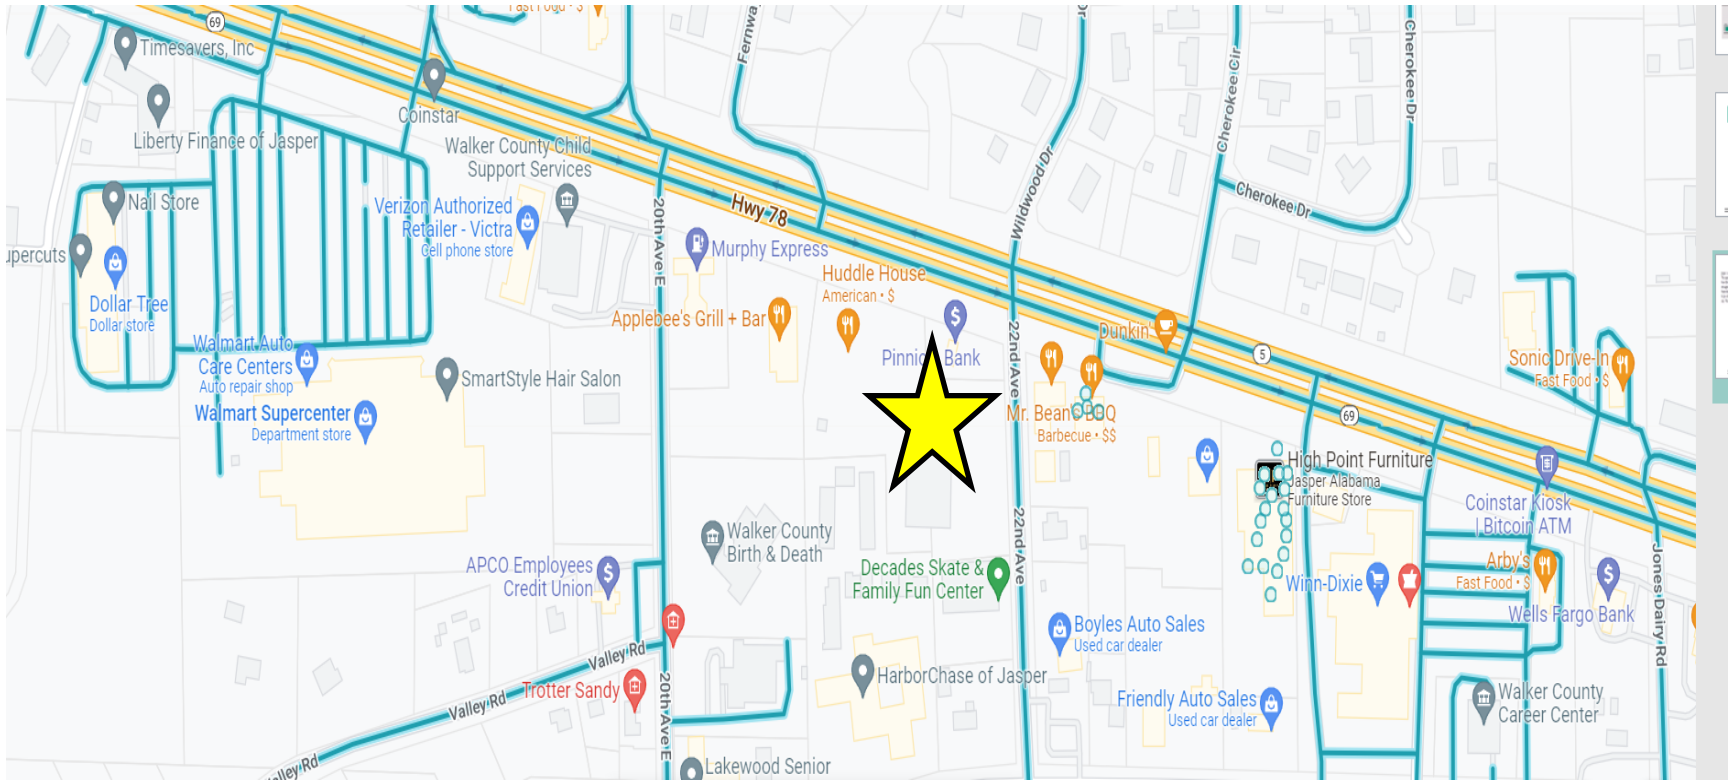 Fast Food • $
69
Timesavers, Inc
Coinstar
Liberty Finance of Jasper
Walker County Child
Support Services
Cherokee Cir
Cherokee Dr
Wildwood Dr
Cherokee Dr
Nail Store
Verizon Authorized
Retailer - Victra
Cell phone store
20th Ave E
Hwy 78
Murphy Express
Huddle House
American • $
Dollar Tree
Dollar store
Applebee's Grill + Bar
Pinnacle Bank
22nd Ave
Dunkin'
5
Sonic Drive-In
Fast Food • $
Walmart Auto
Care Centers
Auto repair shop
SmartStyle Hair Salon
Walmart Supercenter
Department store
Mr. Bean's BBQ
Barbecue • $$
69
High Point Furniture
Jasper Alabama
Furniture Store
Coinstar Kiosk
| Bitcoin ATM
22nd Ave
Walker County
Birth & Death
APCO Employees
Credit Union
Decades Skate &
Family Fun Center
Winn-Dixie
Arby's
Fast Food • $
Wells Fargo Bank
Jones Dairy Rd
Boyles Auto Sales
Used car dealer
Valley Rd
Trotter Sandy
HarborChase of Jasper
Valley Rd
20th Ave E
Friendly Auto Sales
Used car dealer
Walker County
Career Center
Lakewood Senior